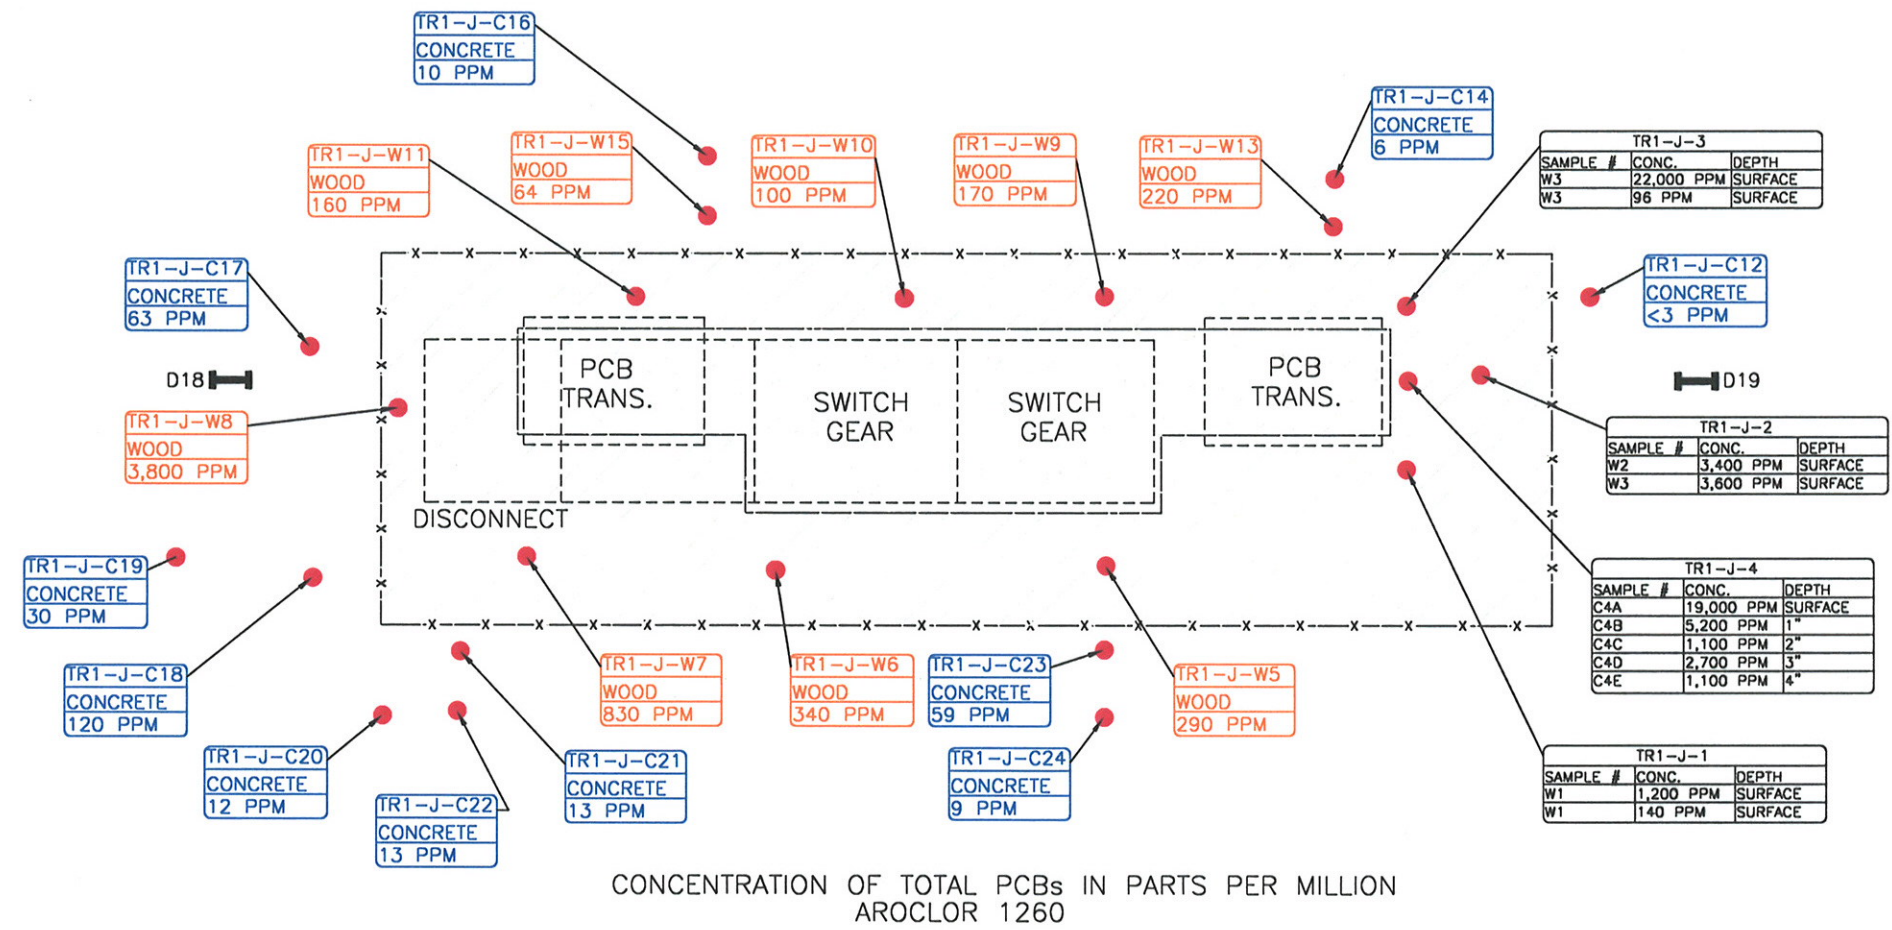 TR1-J-C16
CONCRETE
10 PPM
TR1-J-C14
CONCRETE
6 PPM
TR1-J-W11
WOOD
160 PPM
TR1-J-W15
WOOD
64 PPM
TR1-J-W10
WOOD
100 PPM
TR1-J-W9
WOOD
170 PPM
TR1-J-W13
WOOD
220 PPM
TR1-J-3
SAMPLE # CONC. DEPTH
W3 22,000 PPM SURFACE
W3 96 PPM SURFACE
TR1-J-C17
CONCRETE
63 PPM
TR1-J-C12
CONCRETE
<3 PPM
D18
PCB
TRANS.
SWITCH
GEAR
SWITCH
GEAR
PCB
TRANS.
D19
TR1-J-W8
WOOD
3,800 PPM
TR1-J-2
SAMPLE # CONC. DEPTH
W2 3,400 PPM SURFACE
W3 3,600 PPM SURFACE
DISCONNECT
TR1-J-C19
CONCRETE
30 PPM
TR1-J-4
SAMPLE # CONC. DEPTH
C4A 19,000 PPM SURFACE
C4B 5,200 PPM 1"
C4C 1,100 PPM 2"
C4D 2,700 PPM 3"
C4E 1,100 PPM 4"
TR1-J-C18
CONCRETE
120 PPM
TR1-J-W7
WOOD
830 PPM
TR1-J-W6
WOOD
340 PPM
TR1-J-C23
CONCRETE
59 PPM
TR1-J-W5
WOOD
290 PPM
TR1-J-C20
CONCRETE
12 PPM
TR1-J-C22
CONCRETE
13 PPM
TR1-J-C21
CONCRETE
13 PPM
TR1-J-C24
CONCRETE
9 PPM
TR1-J-1
SAMPLE # CONC. DEPTH
W1 1,200 PPM SURFACE
W1 140 PPM SURFACE
CONCENTRATION OF TOTAL PCBs IN PARTS PER MILLION
AROCLOR 1260